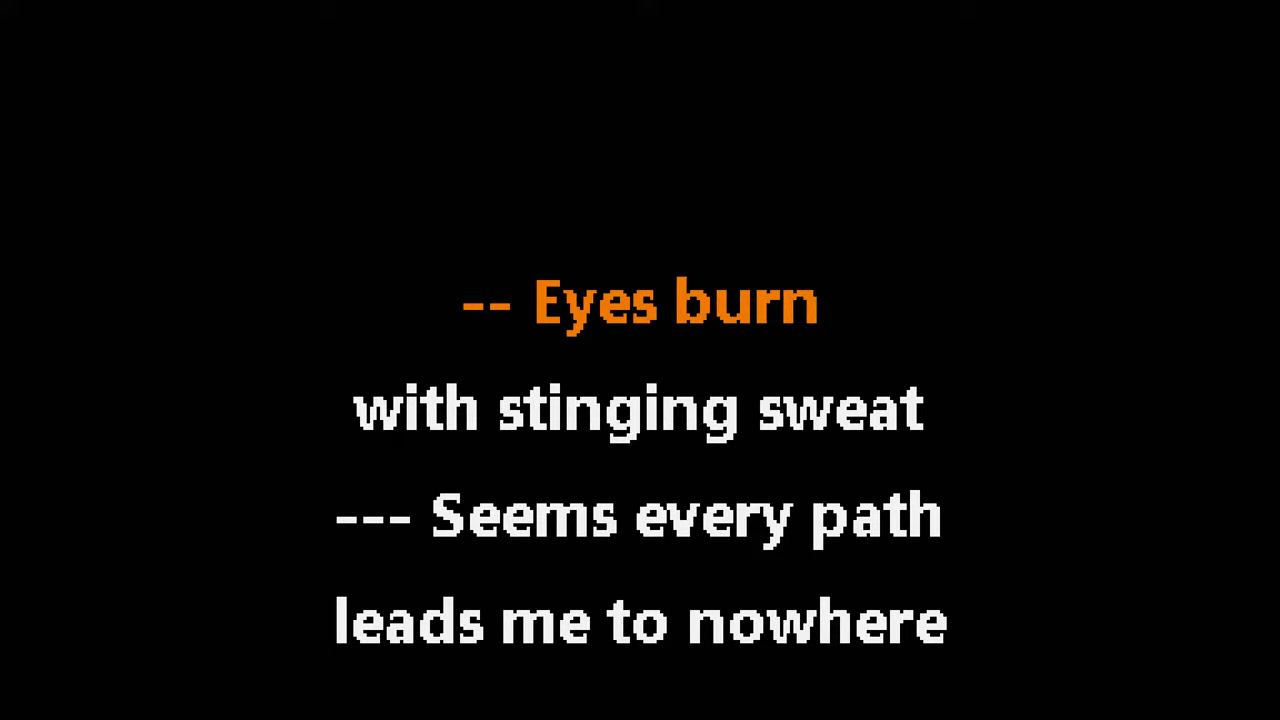 -- Eyes burn
with stinging sweat
--- Seems every path
leads me to nowhere